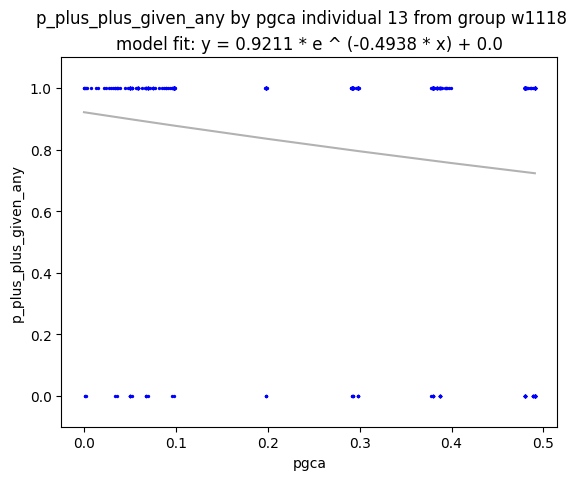 p_plus_plus_given_any by pgca individual 13 from group w1118
model fit: y = 0.9211 * e ^ (-0.4938 * x) + 0.0
1.0
0.8
0.6
0.4
0.2
0.0
p_plus_plus_given_any
0.0 0.1 0.2 0.3 0.4 0.5
pgca